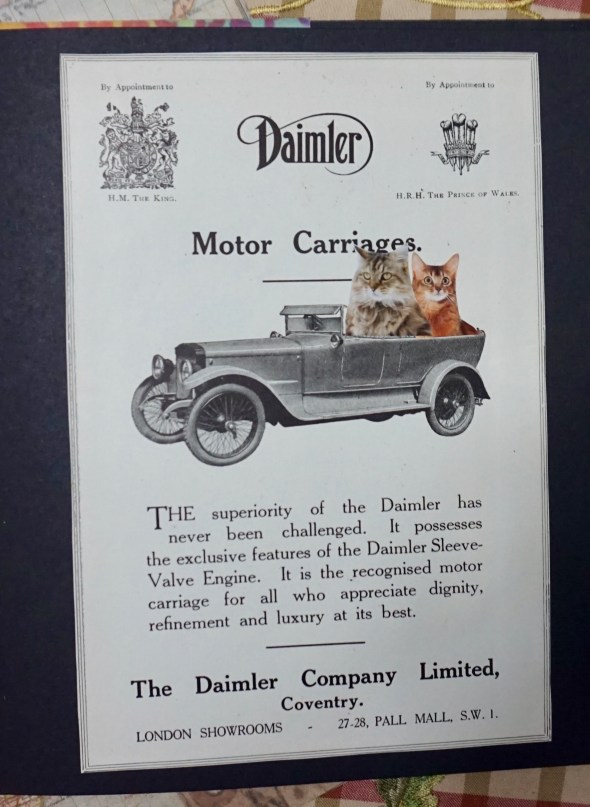 By Appointment to
By Appointment to
Daimler
H.M. The King.
H.R.H. The Prince of Wales.
Motor Carriages.
THE superiority of the Daimler has
never been challenged. It possesses
the exclusive features of the Daimler Sleeve-
Valve Engine. It is the recognised motor
carriage for all who appreciate dignity,
refinement and luxury at its best.
The Daimler Company Limited,
Coventry.
LONDON SHOWROOMS - 27-28, PALL MALL, S.W. 1.